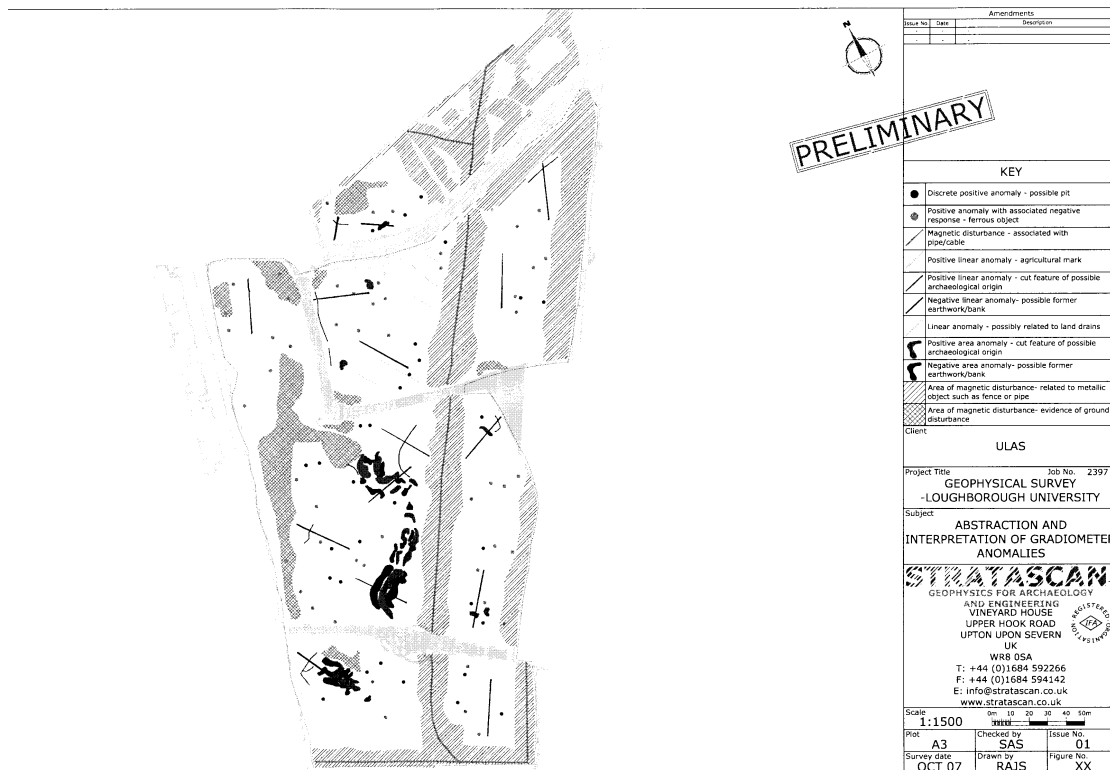 Amendments
Issue No. Date Description
N
PRELIMINARY
KEY
Discrete positive anomaly - possible pit
Positive anomaly with associated negative
response - ferrous object
Magnetic disturbance - associated with
pipe/cable
Positive linear anomaly - agricultural mark
Positive linear anomaly - cut feature of possible
archaeological origin
Negative linear anomaly- possible former
earthwork/bank
Linear anomaly - possibly related to land drains
Positive area anomaly - cut feature of possible
archaeological origin
Negative area anomaly- possible former
earthwork/bank
Area of magnetic disturbance- related to metallic
object such as fence or pipe
Area of magnetic disturbance- evidence of ground
disturbance
Client
ULAS
Project Title Job No. 2397
GEOPHYSICAL SURVEY
-LOUGHBOROUGH UNIVERSITY
Subject
ABSTRACTION AND
INTERPRETATION OF GRADIOMETER
ANOMALIES
STRATASCAN
GEOPHYSICS FOR ARCHAEOLOGY
AND ENGINEERING
VINEYARD HOUSE
UPPER HOOK ROAD
UPTON UPON SEVERN
UK
WR8 0SA
T: +44 (0)1684 592266
F: +44 (0)1684 594142
E: info@stratascan.co.uk
www.stratascan.co.uk
REGISTERED ORGANISATION
IFA
Scale 0m 10 20 30 40 50m
1:1500
Plot Checked by Issue No.
A3 SAS 01
Survey date Drawn by Figure No.
OCT 07 RAJS XX